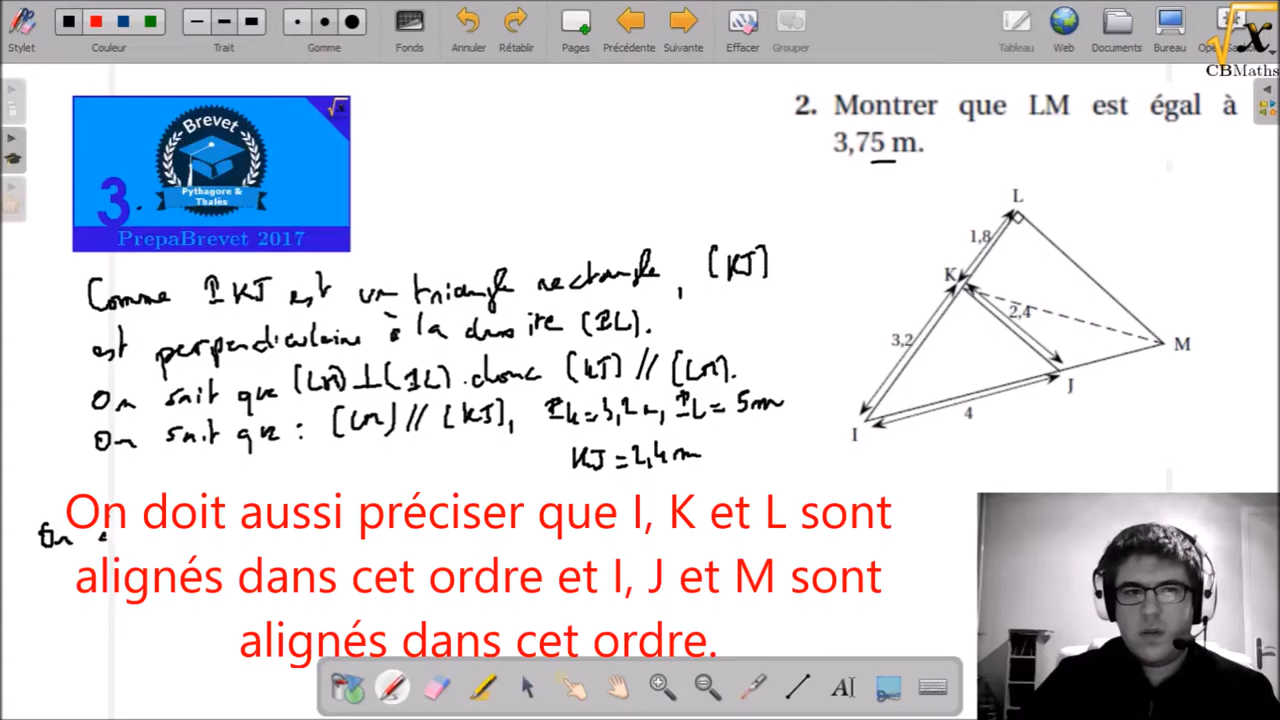 Stylet
Couleur
Trait
Gomme
Fonds
Annuler
Rétablir
Pages
Précédente
Suivante
Effacer
Grouper
Tableau
Web
Documents
Bureau
√x
CBMaths
Brevet
Pythagore &
Thalès
3.
PrepaBrevet 2017
2. Montrer que LM est égal à
3,75 m.
L
1,8
K
2,4
3,2
M
J
4
I
Comme IKJ est un triangle rectangle, (KJ)
est perpendiculaire à la droite (IL).
On sait que (LM)⊥(IL) donc (KJ) // (LM).
On sait que : (LM) // (KJ), IK=3,2m, IL=5m
KJ=2,4m
On doit aussi préciser que I, K et L sont
alignés dans cet ordre et I, J et M sont
alignés dans cet ordre.
AI